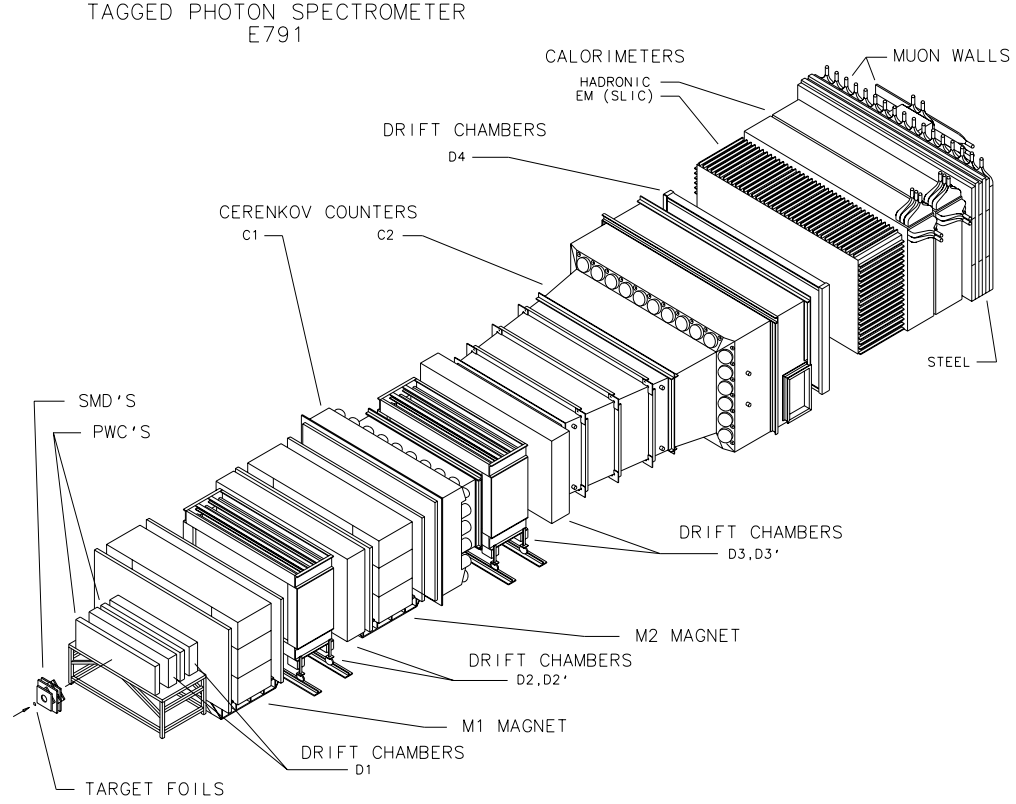 TAGGED PHOTON SPECTROMETER
E791
CALORIMETERS
HADRONIC
EM (SLIC)
MUON WALLS
DRIFT CHAMBERS
D4
CERENKOV COUNTERS
C1
C2
STEEL
SMD'S
PWC'S
DRIFT CHAMBERS
D3,D3'
M2 MAGNET
DRIFT CHAMBERS
D2,D2'
M1 MAGNET
DRIFT CHAMBERS
D1
TARGET FOILS